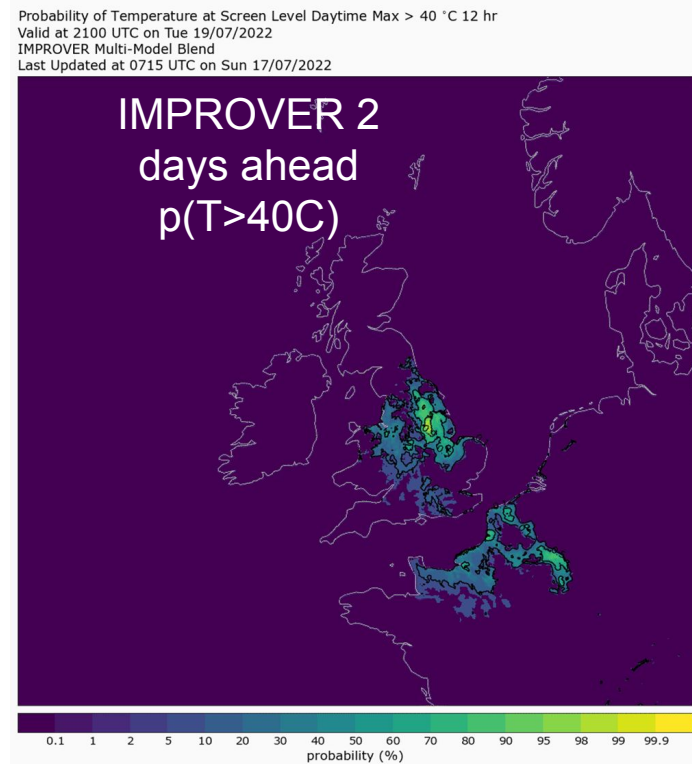 Probability of Temperature at Screen Level Daytime Max > 40 °C 12 hr
Valid at 2100 UTC on Tue 19/07/2022
IMPROVER Multi-Model Blend
Last Updated at 0715 UTC on Sun 17/07/2022
IMPROVER 2
days ahead
p(T>40C)
0.1 1 2 5 10 20 30 40 50 60 70 80 90 95 98 99 99.9
probability (%)